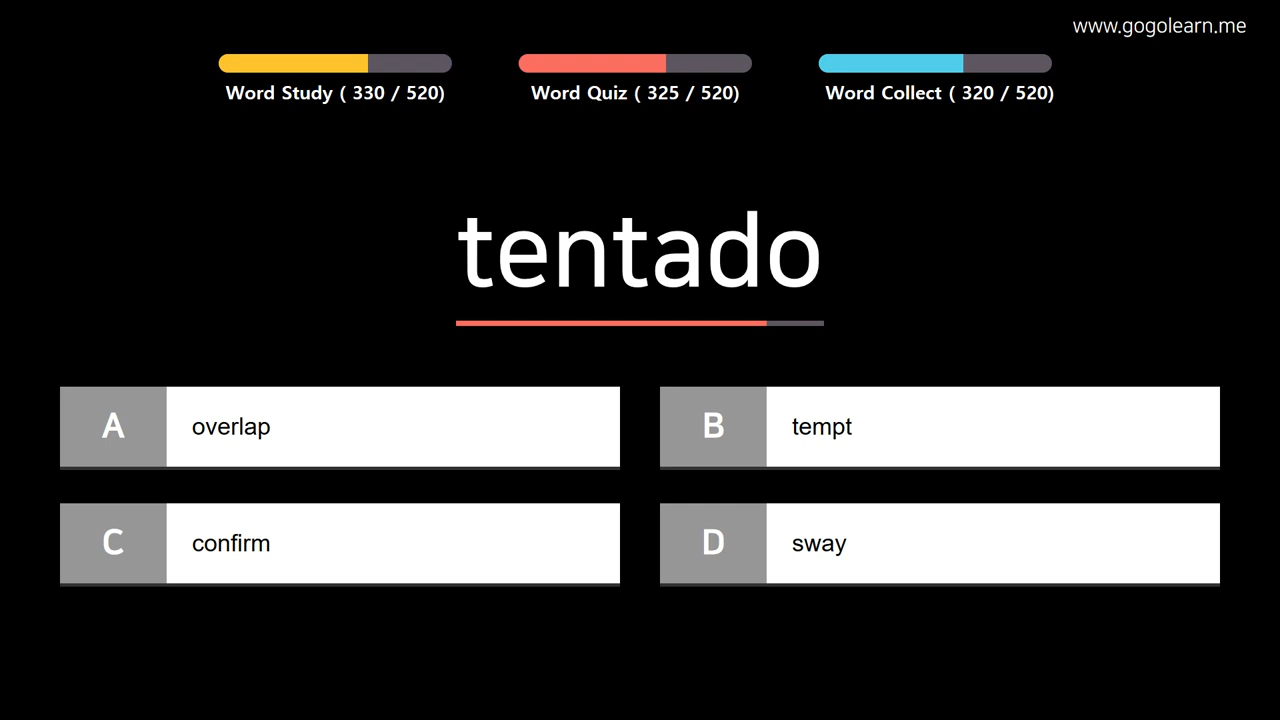 www.gogolearn.me
Word Study ( 330 / 520)
Word Quiz ( 325 / 520)
Word Collect ( 320 / 520)
tentado
A overlap
B tempt
C confirm
D sway